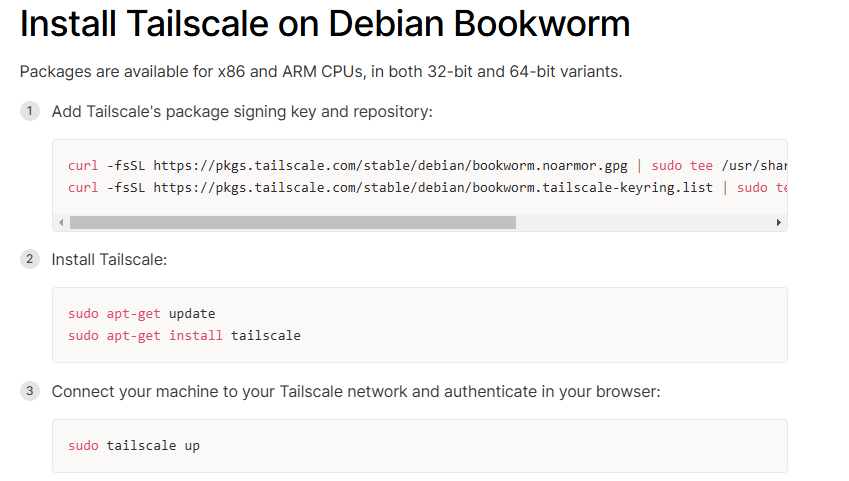 Install Tailscale on Debian Bookworm
Packages are available for x86 and ARM CPUs, in both 32-bit and 64-bit variants.
1 Add Tailscale's package signing key and repository:
curl -fsSL https://pkgs.tailscale.com/stable/debian/bookworm.noarmor.gpg | sudo tee /usr/shar
curl -fsSL https://pkgs.tailscale.com/stable/debian/bookworm.tailscale-keyring.list | sudo te
2 Install Tailscale:
sudo apt-get update
sudo apt-get install tailscale
3 Connect your machine to your Tailscale network and authenticate in your browser:
sudo tailscale up